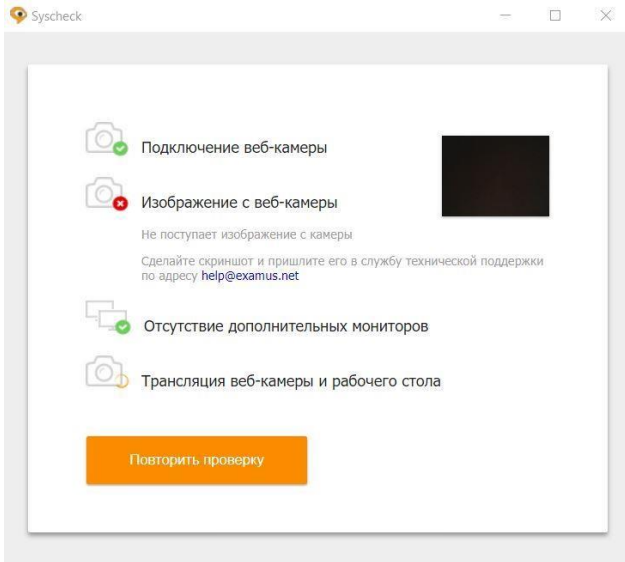 Syscheck
Подключение веб-камеры
Изображение с веб-камеры
Не поступает изображение с камеры
Сделайте скриншот и пришлите его в службу технической поддержки
по адресу help@examus.net
Отсутствие дополнительных мониторов
Трансляция веб-камеры и рабочего стола
Повторить проверку